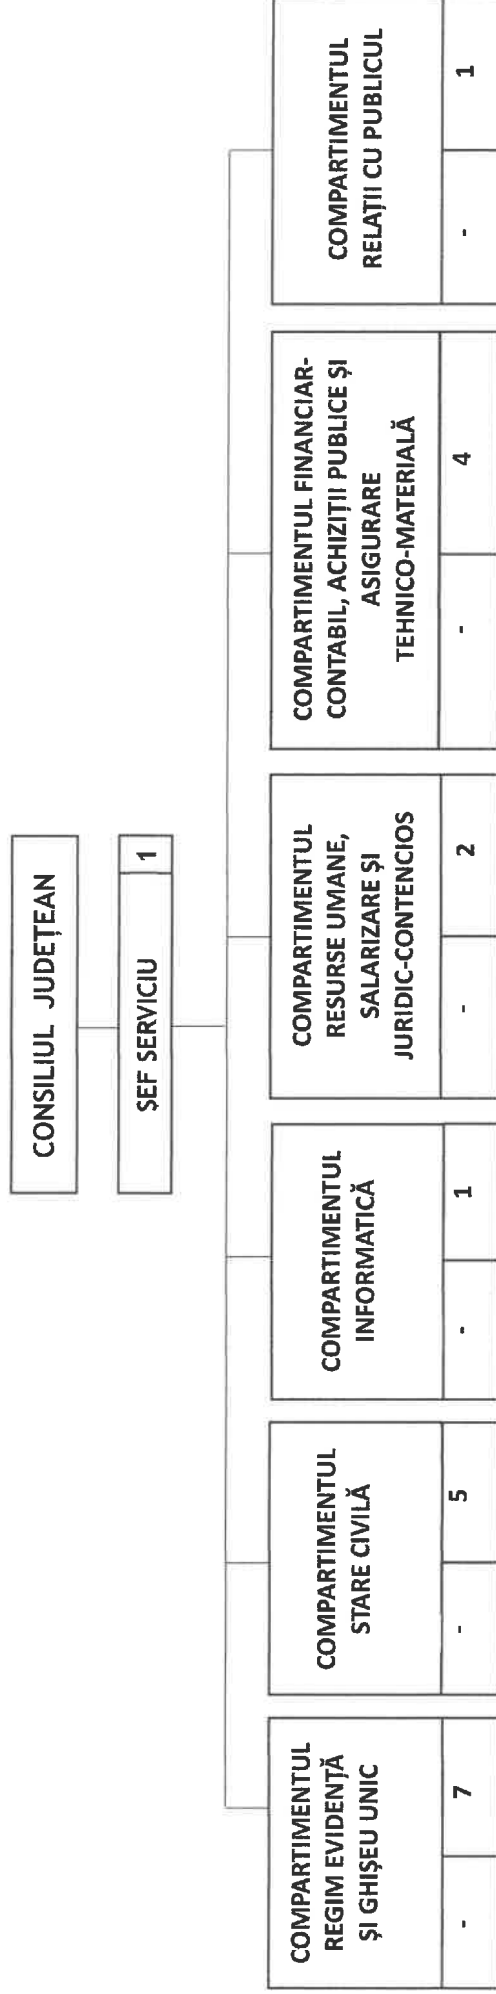 CONSILIUL JUDEȚEAN
ȘEF SERVICIU 1
COMPARTIMENTUL
REGIM EVIDENȚĂ
ȘI GHIȘEU UNIC
- 7
COMPARTIMENTUL
STARE CIVILĂ
- 5
COMPARTIMENTUL
INFORMATICĂ
- 1
COMPARTIMENTUL
RESURSE UMANE,
SALARIZARE ȘI
JURIDIC-CONTENCIOS
- 2
COMPARTIMENTUL FINANCIAR-
CONTABIL, ACHIZIȚII PUBLICE ȘI
ASIGURARE
TEHNICO-MATERIALĂ
- 4
COMPARTIMENTUL
RELAȚII CU PUBLICUL
- 1